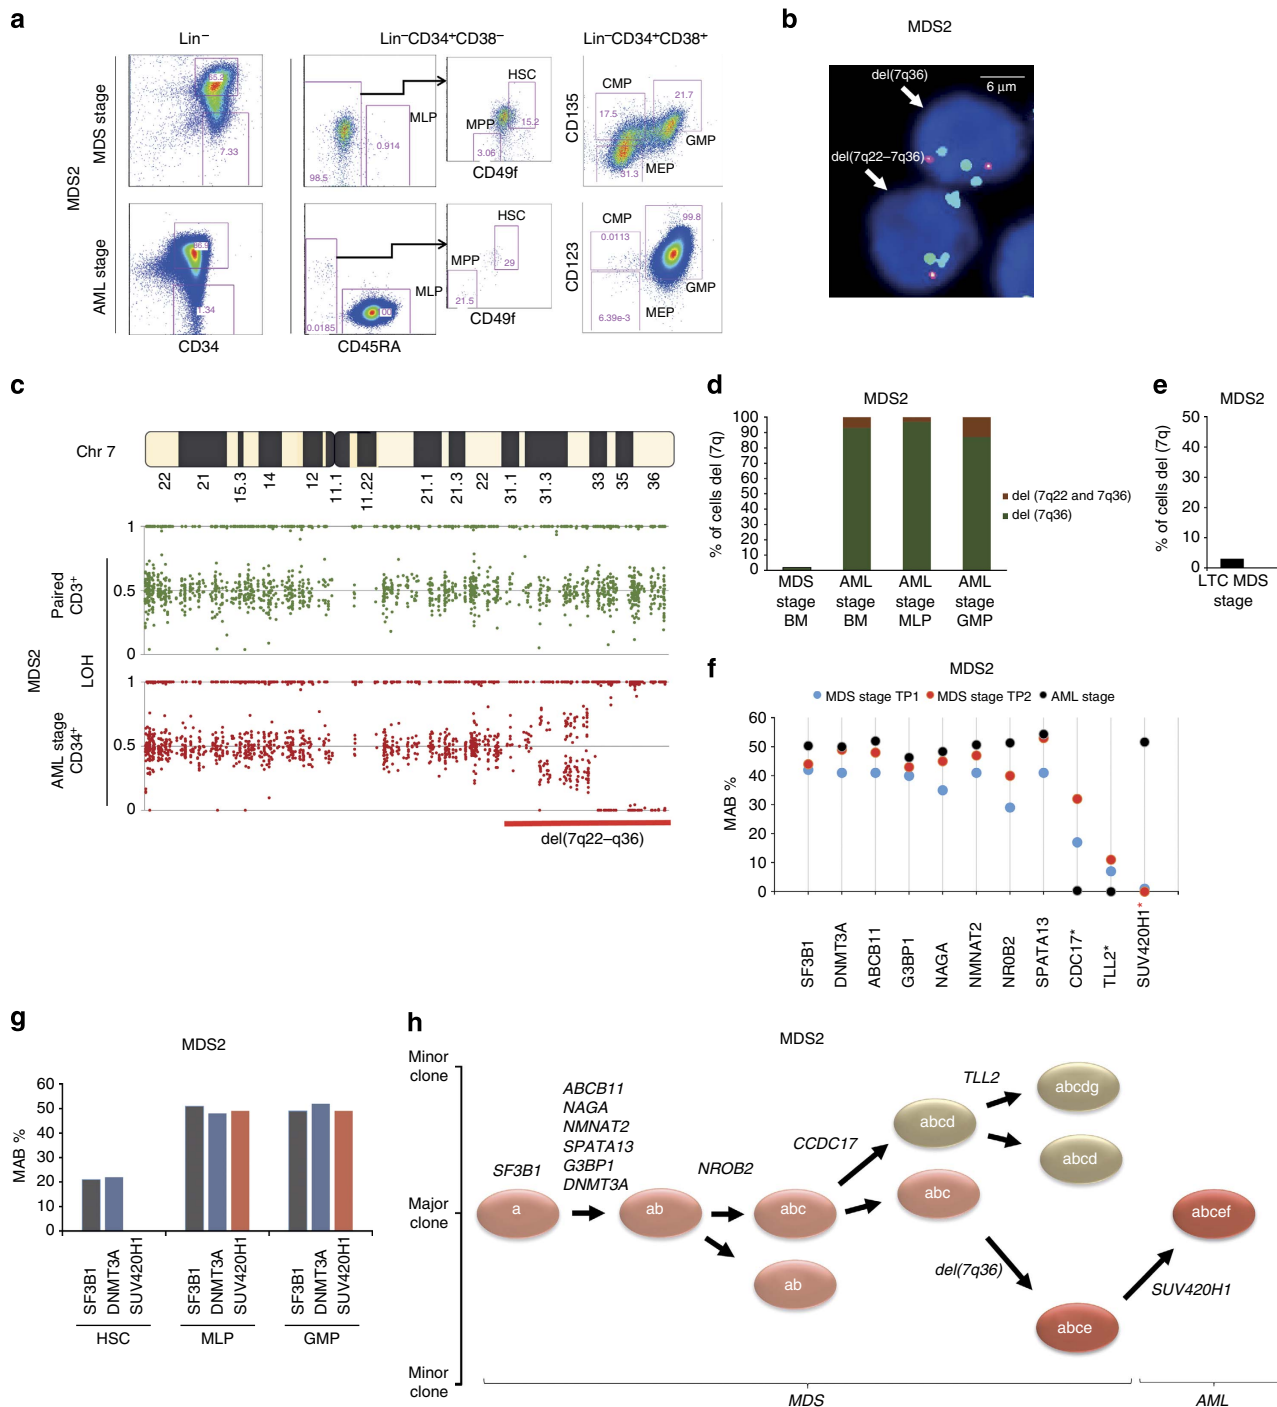 a
Lin−
Lin−CD34+CD38−
Lin−CD34+CD38+
MDS2
MDS stage
AML stage
7.33
98.5
0.914
MLP
HSC
MPP
15.2
3.06
CD49f
CD135
CMP
17.5
21.7
GMP
31.3
MEP
1.34
CD34
0.0185
MLP
CD45RA
HSC
MPP
29
21.5
CD49f
CD123
CMP
0.0113
99.8
GMP
6.39e-3
MEP
b
MDS2
del(7q36)
6 µm
del(7q22–7q36)
c
Chr 7
22
21
15.3
14
12
11.1
11.22
21.1
21.3
22
31.1
31.3
33
35
36
MDS2
LOH
Paired
CD3+
1
0.5
0
AML stage
CD34+
1
0.5
0
del(7q22–q36)
d
MDS2
% of cells del (7q)
100
90
80
70
60
50
40
30
20
10
0
MDS stage BM
AML stage BM
AML stage MLP
AML stage GMP
del (7q22 and 7q36)
del (7q36)
e
MDS2
% of cells del (7q)
50
40
30
20
10
0
LTC MDS
stage
f
MDS2
MDS stage TP1
MDS stage TP2
AML stage
MAB %
60
50
40
30
20
10
0
SF3B1
DNMT3A
ABCB11
G3BP1
NAGA
NMNAT2
NR0B2
SPATA13
CDC17*
TLL2*
SUV420H1*
g
MDS2
MAB %
60
50
40
30
20
10
0
SF3B1
DNMT3A
SUV420H1
SF3B1
DNMT3A
SUV420H1
SF3B1
DNMT3A
SUV420H1
HSC
MLP
GMP
h
MDS2
Minor
clone
Major
clone
Minor
clone
SF3B1
ABCB11
NAGA
NMNAT2
SPATA13
G3BP1
DNMT3A
NROB2
CCDC17
TLL2
del(7q36)
SUV420H1
a
ab
abc
ab
abcd
abc
abcdg
abcd
abce
abcef
MDS
AML